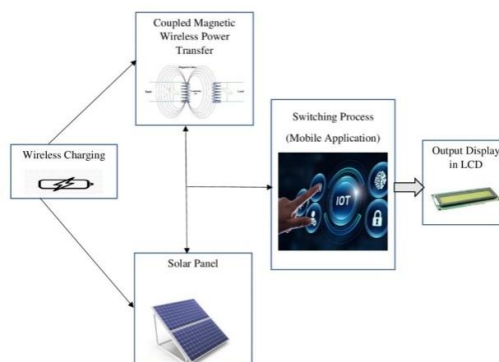 Coupled Magnetic
Wireless Power
Transfer
Wireless Charging
Switching Process
(Mobile Application)
IOT
Output Display
in LCD
Solar Panel